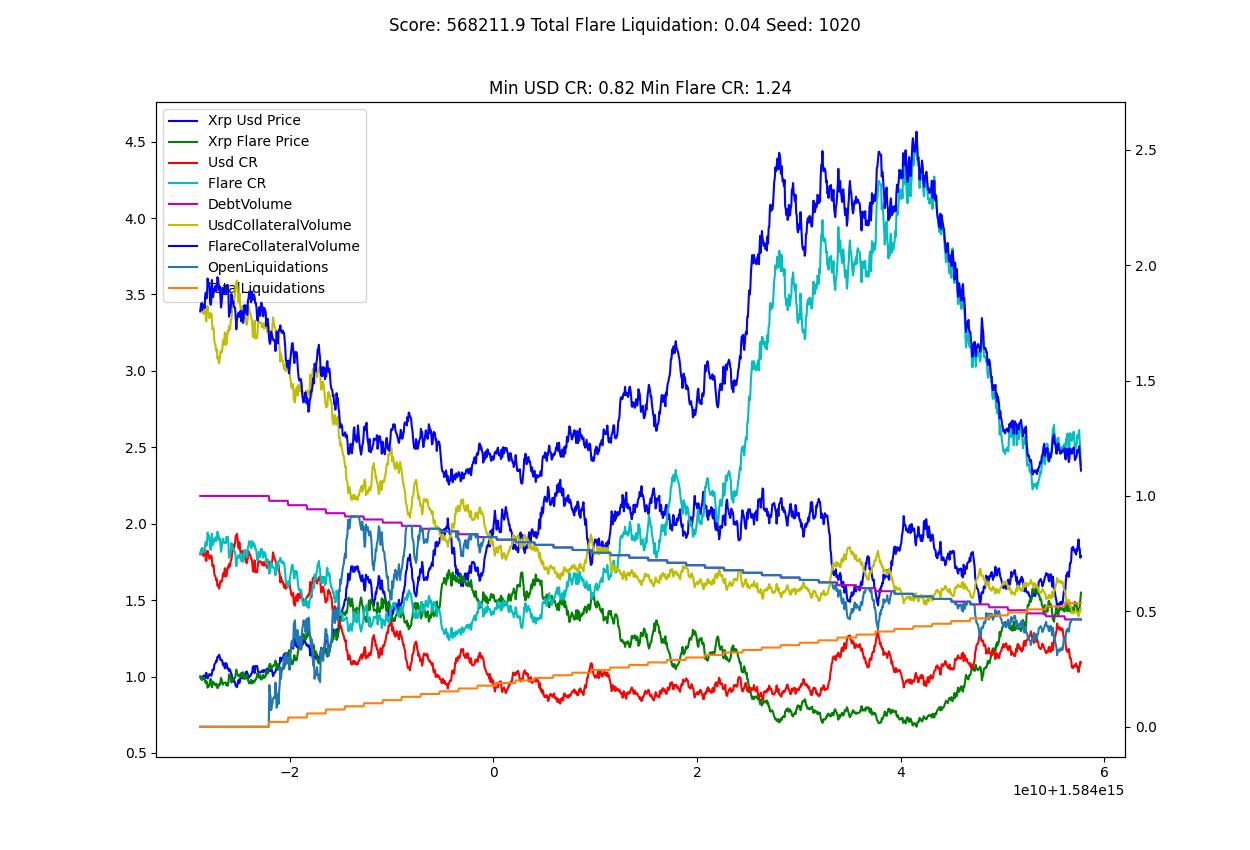 Score: 568211.9 Total Flare Liquidation: 0.04 Seed: 1020
Min USD CR: 0.82 Min Flare CR: 1.24
Xrp Usd Price
Xrp Flare Price
Usd CR
Flare CR
DebtVolume
UsdCollateralVolume
FlareCollateralVolume
OpenLiquidations
TotalLiquidations
4.5
4.0
3.5
3.0
2.5
2.0
1.5
1.0
0.5
2.5
2.0
1.5
1.0
0.5
0.0
−2
0
2
4
6
1e10+1.584e15